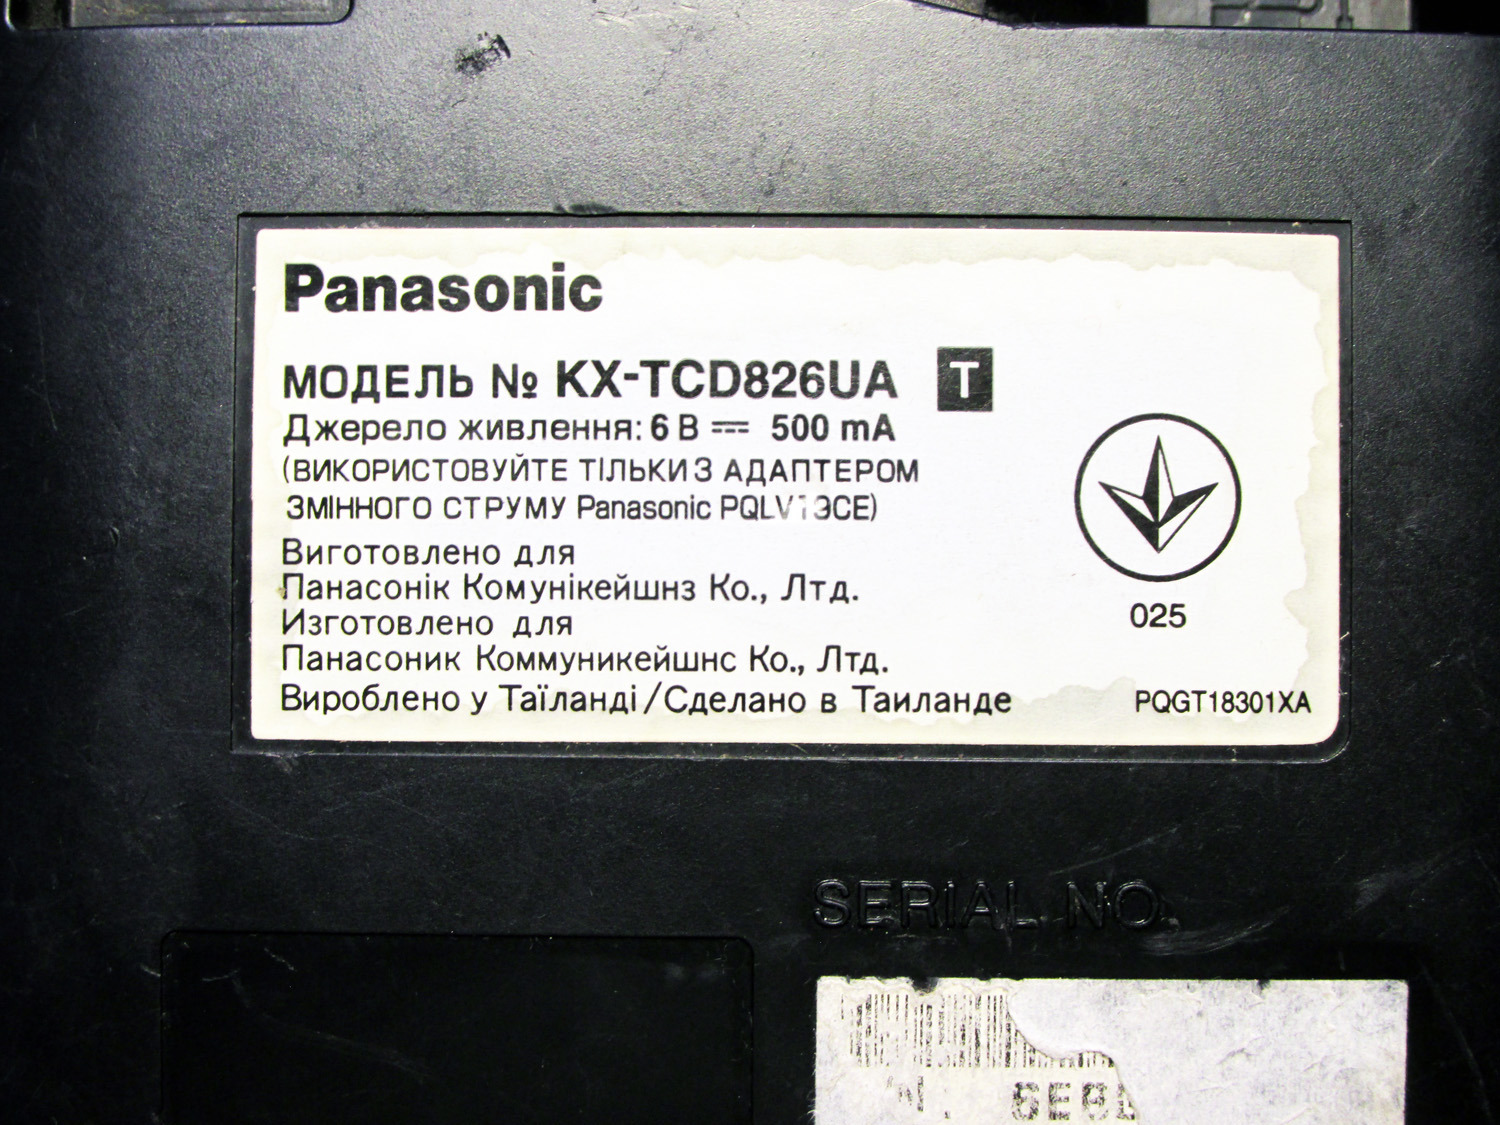 Panasonic
МОДЕЛЬ № KX-TCD826UA T
Джерело живлення: 6 В ⎓ 500 mA
(ВИКОРИСТОВУЙТЕ ТІЛЬКИ З АДАПТЕРОМ
ЗМІННОГО СТРУМУ Panasonic PQLV19CE)
Виготовлено для
Панасонік Комунікейшнз Ко., Лтд.
Изготовлено для
Панасоник Коммуникейшнс Ко., Лтд.
Вироблено у Таїланді/Сделано в Таиланде
025
PQGT18301XA
SERIAL NO.